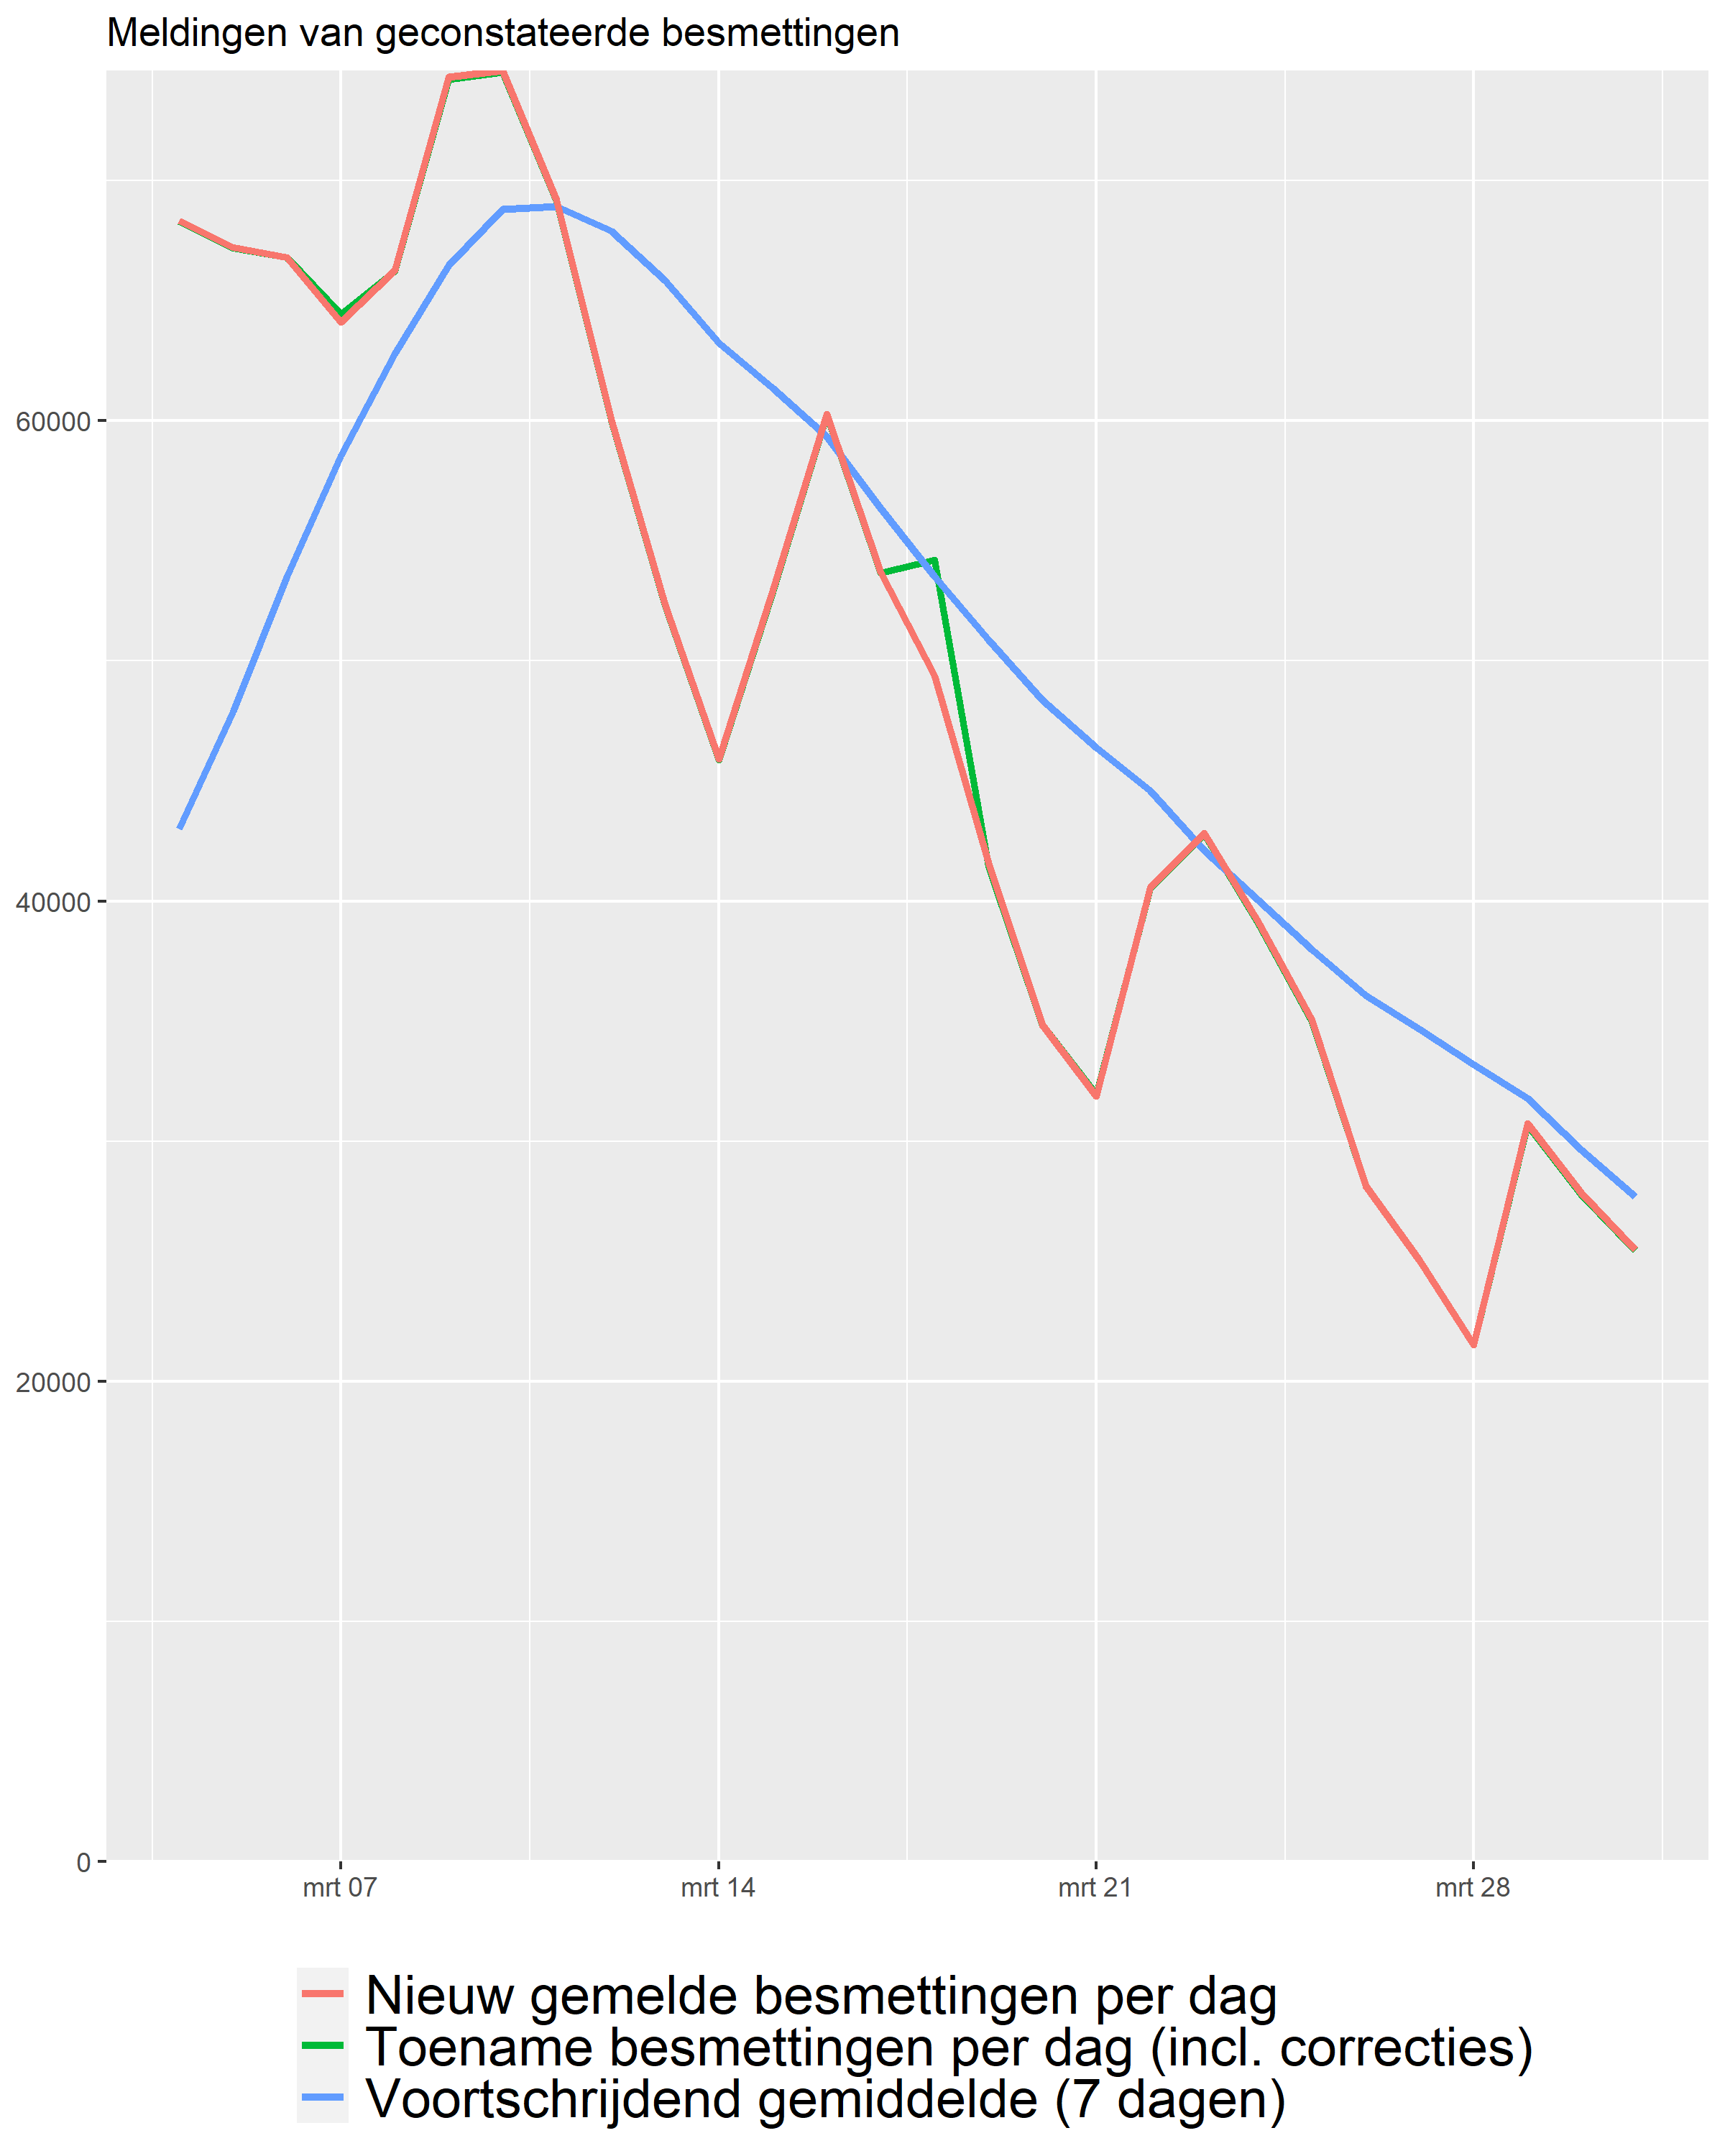 Meldingen van geconstateerde besmettingen
60000
40000
20000
0
mrt 07 mrt 14 mrt 21 mrt 28
Nieuw gemelde besmettingen per dag
Toename besmettingen per dag (incl. correcties)
Voortschrijdend gemiddelde (7 dagen)